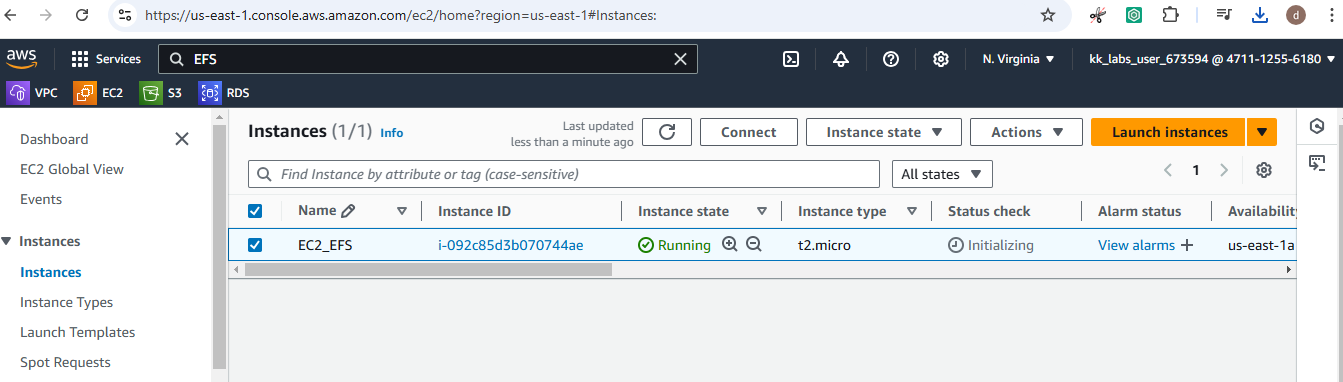 https://us-east-1.console.aws.amazon.com/ec2/home?region=us-east-1#Instances:
d
aws Services EFS N. Virginia kk_labs_user_673594 @ 4711-1255-6180
VPC EC2 S3 RDS
Dashboard
EC2 Global View
Events
Instances
Instances
Instance Types
Launch Templates
Spot Requests
Instances (1/1) Info
Last updated
less than a minute ago
Connect Instance state Actions Launch instances
Find Instance by attribute or tag (case-sensitive) All states 1
Name Instance ID Instance state Instance type Status check Alarm status Availability
EC2_EFS i-092c85d3b070744ae Running t2.micro Initializing View alarms us-east-1a